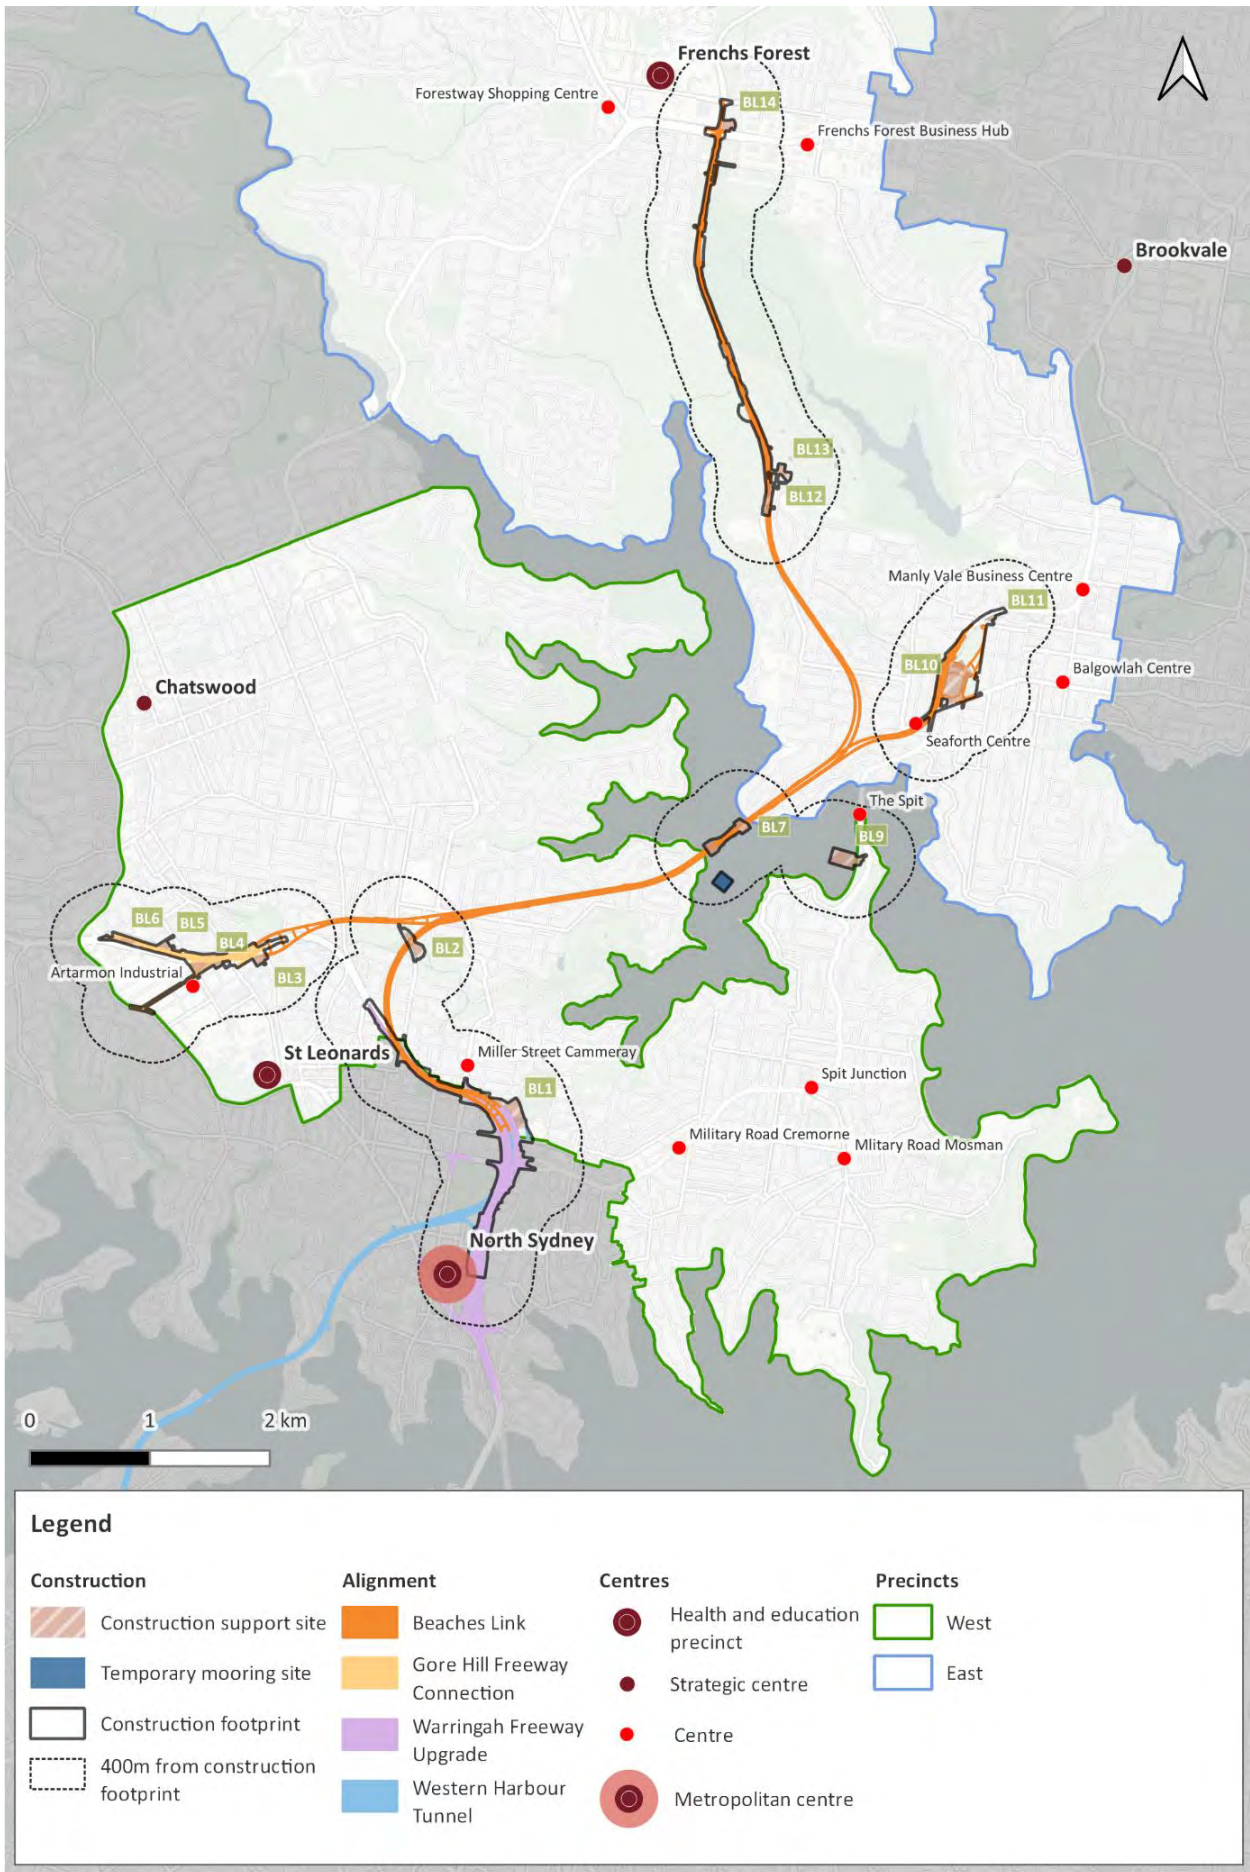 Frenchs Forest
Forestway Shopping Centre
BL14
Frenchs Forest Business Hub
Brookvale
BL13
BL12
Manly Vale Business Centre
BL11
BL10
Balgowlah Centre
Chatswood
Seaforth Centre
The Spit
BL7
BL9
BL6
BL5
BL4
BL2
Artarmon Industrial
BL3
St Leonards
Miller Street Cammeray
BL1
Spit Junction
Military Road Cremorne
MIitary Road Mosman
North Sydney
0 1 2 km
Legend
Construction
Construction support site
Temporary mooring site
Construction footprint
400m from construction
footprint
Alignment
Beaches Link
Gore Hill Freeway
Connection
Warringah Freeway
Upgrade
Western Harbour
Tunnel
Centres
Health and education
precinct
Strategic centre
Centre
Metropolitan centre
Precincts
West
East